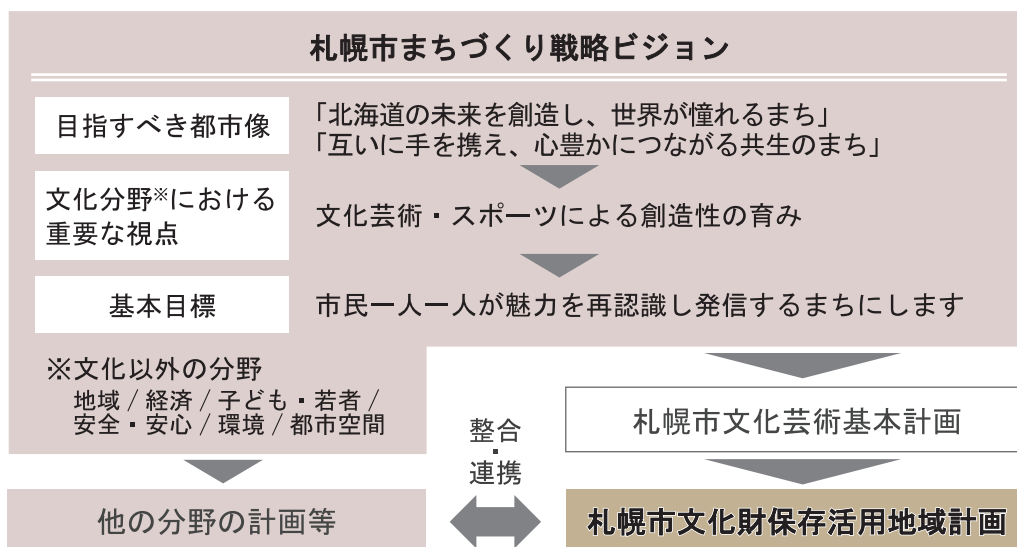 札幌市まちづくり戦略ビジョン
目指すべき都市像
「北海道の未来を創造し、世界が憧れるまち」
「互いに手を携え、心豊かにつながる共生のまち」
文化分野※における
重要な視点
文化芸術・スポーツによる創造性の育み
基本目標
市民一人一人が魅力を再認識し発信するまちにします
※文化以外の分野
地域/経済/子ども・若者/
安全・安心/環境/都市空間
札幌市文化芸術基本計画
整合
・
連携
他の分野の計画等
札幌市文化財保存活用地域計画